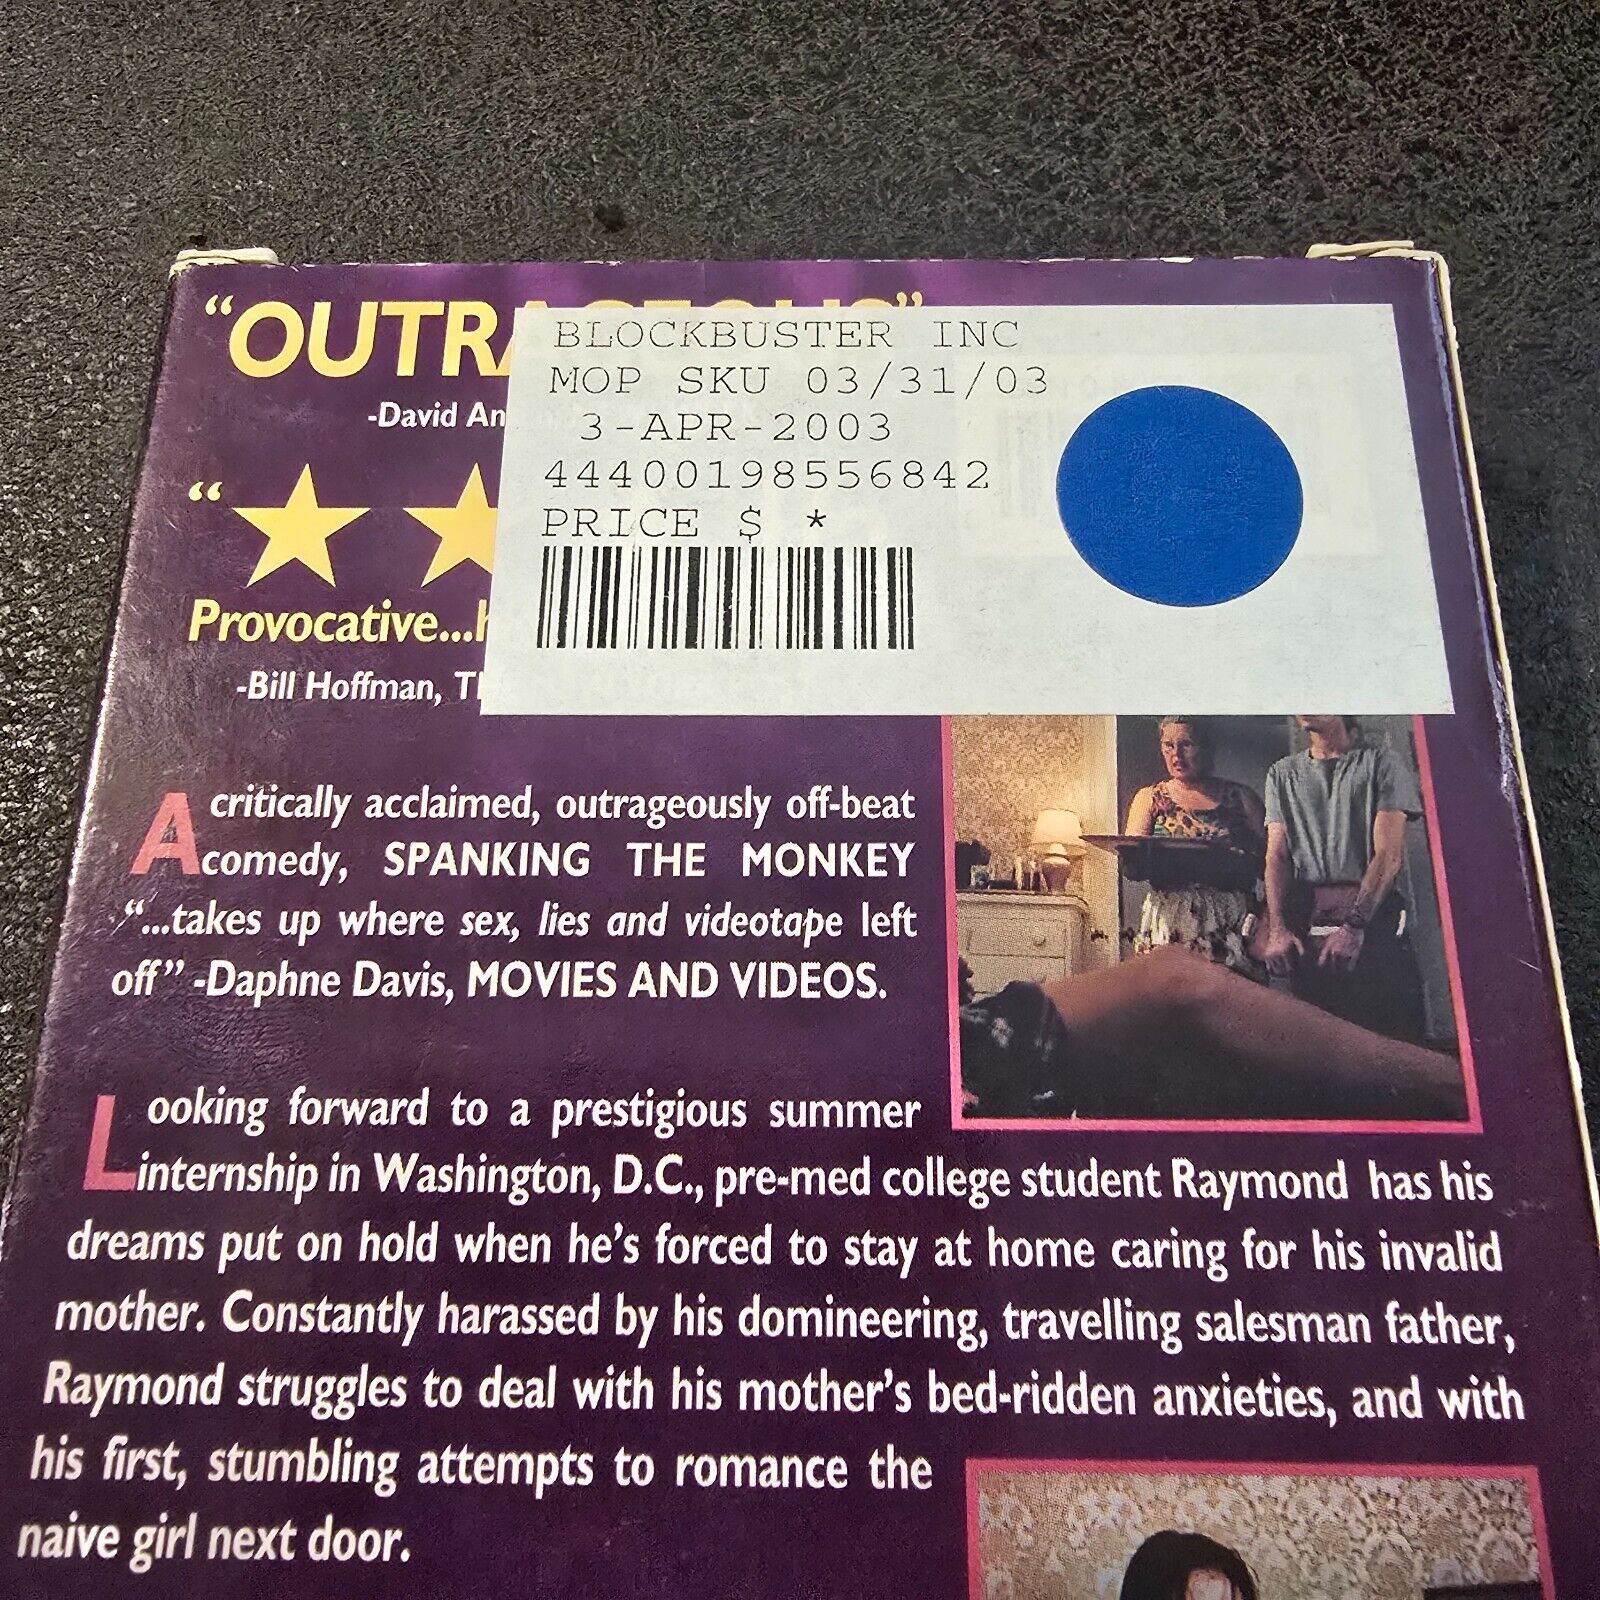 “OUTRAGEOUS”
-David An
BLOCKBUSTER INC
MOP SKU 03/31/03
3-APR-2003
44400198556842
PRICE $ *
“
Provocative...h
-Bill Hoffman, Th
A critically acclaimed, outrageously off-beat
comedy, SPANKING THE MONKEY
“...takes up where sex, lies and videotape left
off” -Daphne Davis, MOVIES AND VIDEOS.
Looking forward to a prestigious summer
internship in Washington, D.C., pre-med college student Raymond has his
dreams put on hold when he's forced to stay at home caring for his invalid
mother. Constantly harassed by his domineering, travelling salesman father,
Raymond struggles to deal with his mother's bed-ridden anxieties, and with
his first, stumbling attempts to romance the
naive girl next door.